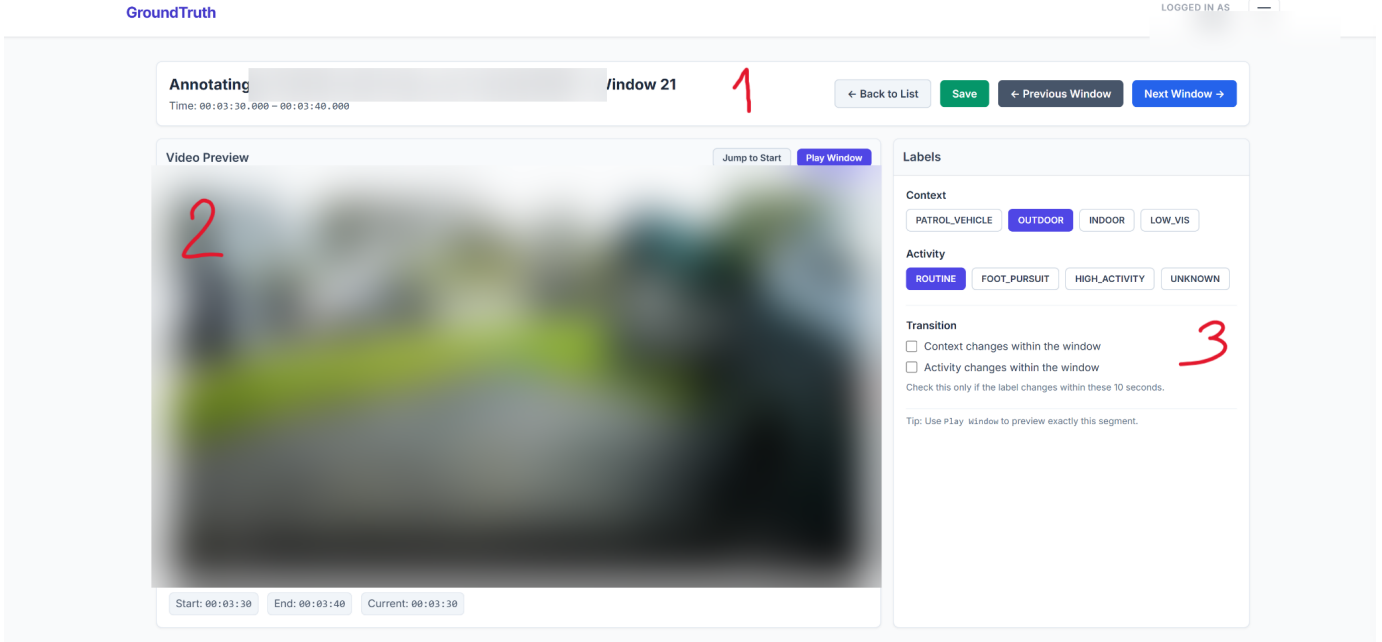 GroundTruth
LOGGED IN AS
Annotating
Window 21
1
Time: 00:03:30.000 – 00:03:40.000
← Back to List
Save
← Previous Window
Next Window →
Video Preview
Jump to Start
Play Window
2
Labels
Context
PATROL_VEHICLE
OUTDOOR
INDOOR
LOW_VIS
Activity
ROUTINE
FOOT_PURSUIT
HIGH_ACTIVITY
UNKNOWN
Transition
Context changes within the window
3
Activity changes within the window
Check this only if the label changes within these 10 seconds.
Tip: Use Play Window to preview exactly this segment.
Start: 00:03:30
End: 00:03:40
Current: 00:03:30